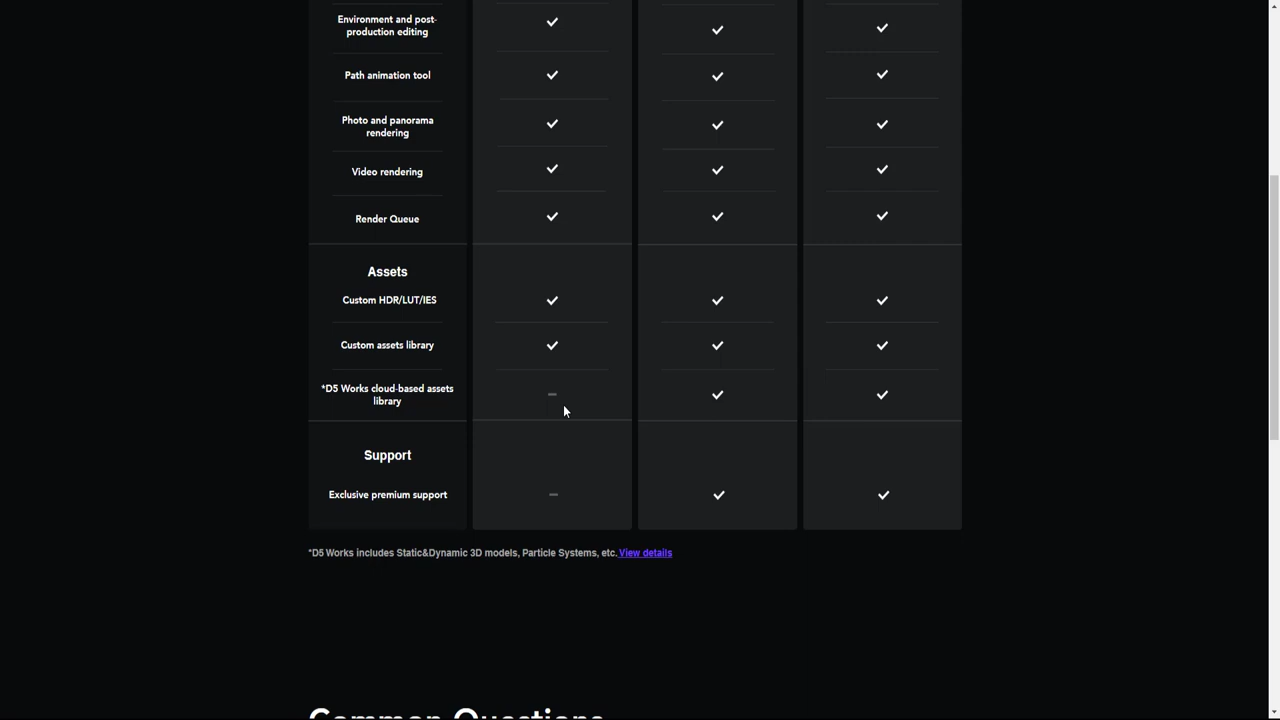 Environment and post-
production editing
Path animation tool
Photo and panorama
rendering
Video rendering
Render Queue
Assets
Custom HDR/LUT/IES
Custom assets library
*D5 Works cloud-based assets
library
Support
Exclusive premium support
*D5 Works includes Static&Dynamic 3D models, Particle Systems, etc. View details
Common Questions